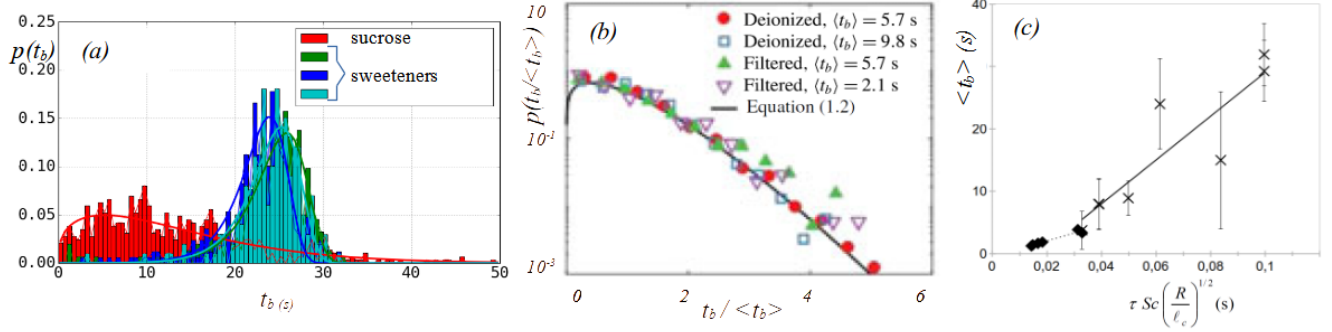 (a)
p(t_b)
0.25
0.20
0.15
0.10
0.05
0.00
0 10 20 30 40 50
t_b (s)
sucrose
sweeteners
(b)
p(t_b/<t_b>)
10
10⁻¹
10⁻³
0 2 4 6
t_b / <t_b>
Deionized, ⟨t_b⟩ = 5.7 s
Deionized, ⟨t_b⟩ = 9.8 s
Filtered, ⟨t_b⟩ = 5.7 s
Filtered, ⟨t_b⟩ = 2.1 s
Equation (1.2)
(c)
<t_b> (s)
40
30
20
10
0
0 0,02 0,04 0,06 0,08 0,1
τ Sc(R/ℓ_c)^1/2 (s)